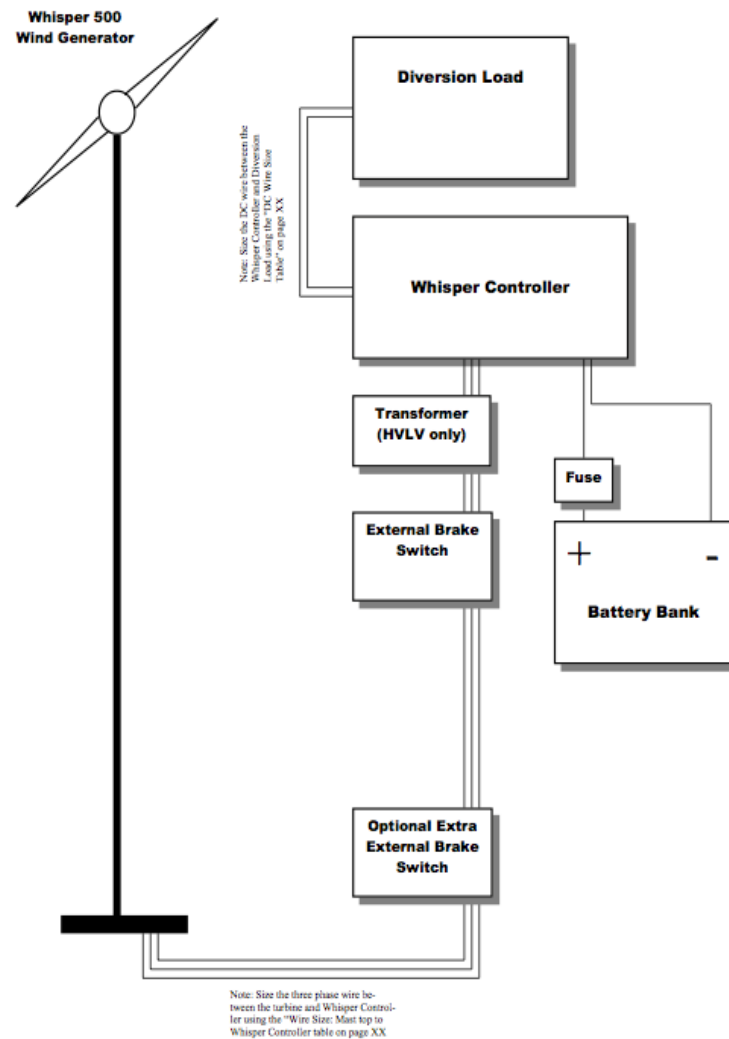 Whisper 500
Wind Generator
Diversion Load
Note: Size the DC wire between the
Whisper Controller and Diversion
Load using the "DC Wire Size
Table" on page XX
Whisper Controller
Transformer
(HVLV only)
Fuse
External Brake
Switch
+
-
Battery Bank
Optional Extra
External Brake
Switch
Note: Size the three phase wire be-
tween the turbine and Whisper Control-
ler using the "Wire Size: Mast top to
Whisper Controller table on page XX